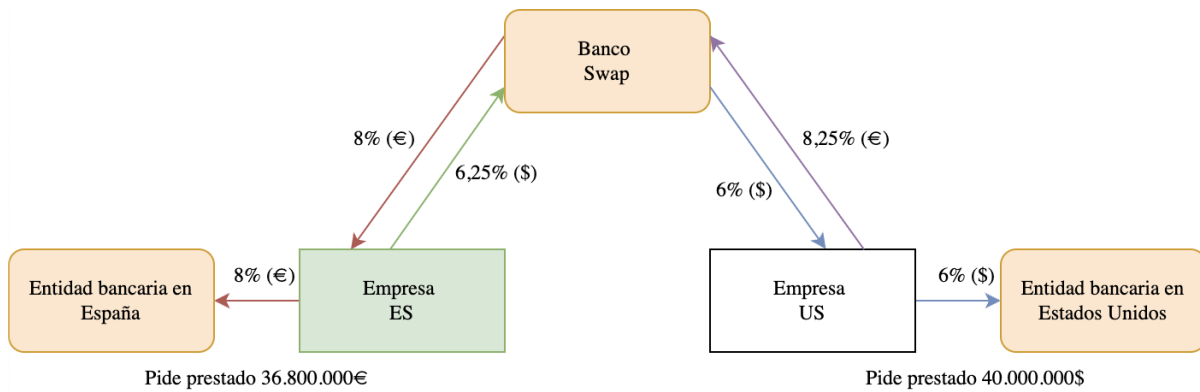 Banco
Swap
8% (€)
6,25% ($)
6% ($)
8,25% (€)
Entidad bancaria en
España
8% (€)
Empresa
ES
Empresa
US
6% ($)
Entidad bancaria en
Estados Unidos
Pide prestado 36.800.000€
Pide prestado 40.000.000$